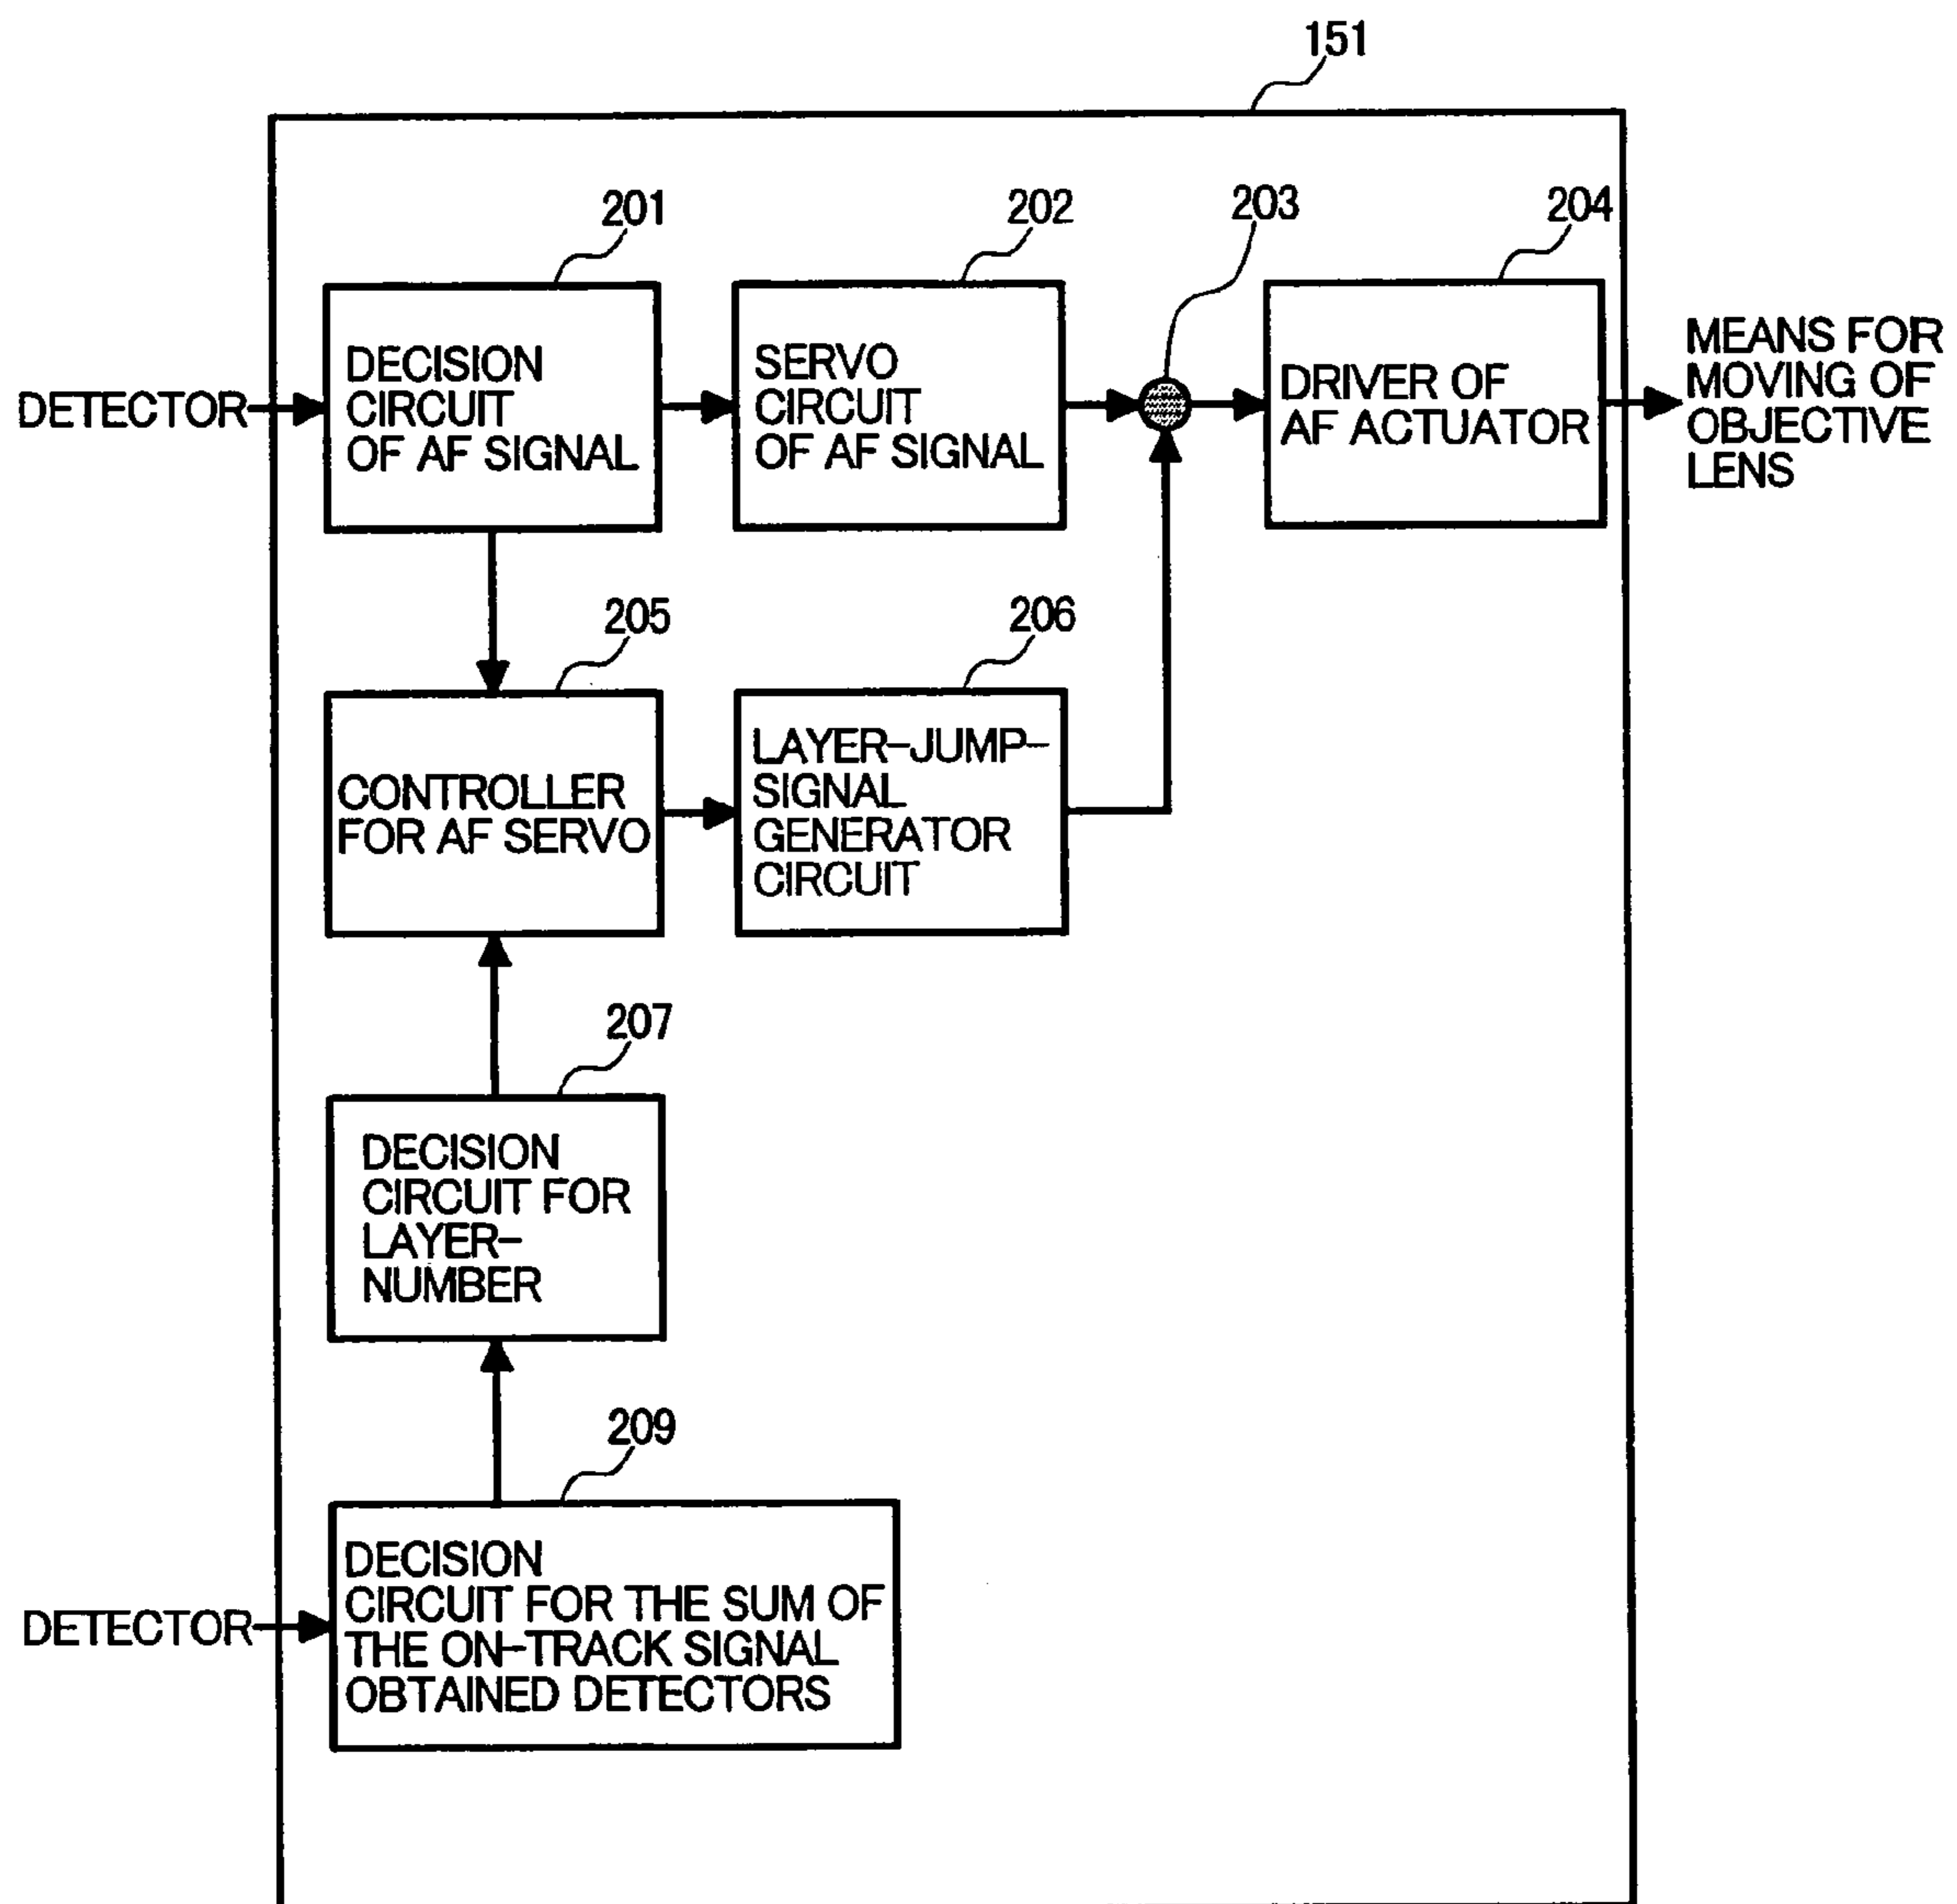 151
201
202
203
204
DETECTOR
DECISION
CIRCUIT
OF AF SIGNAL
SERVO
CIRCUIT
OF AF SIGNAL
DRIVER OF
AF ACTUATOR
MEANS FOR
MOVING OF
OBJECTIVE
LENS
205
206
CONTROLLER
FOR AF SERVO
LAYER-JUMP-
SIGNAL
GENERATOR
CIRCUIT
207
DECISION
CIRCUIT FOR
LAYER-
NUMBER
209
DETECTOR
DECISION
CIRCUIT FOR THE SUM OF
THE ON-TRACK SIGNAL
OBTAINED DETECTORS